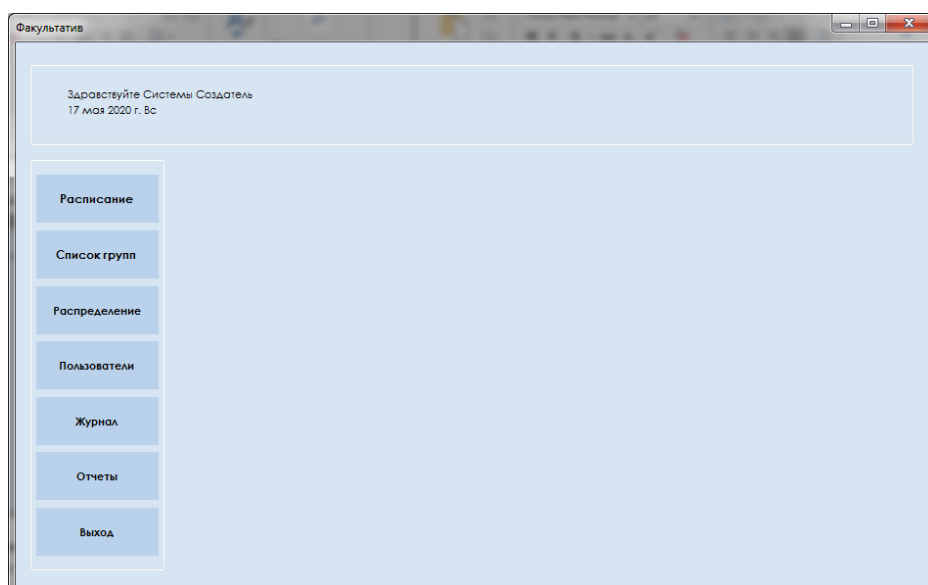 Факультатив
Здравствуйте Системы Создатель
17 мая 2020 г. Вс
Расписание
Список групп
Распределение
Пользователи
Журнал
Отчеты
Выход